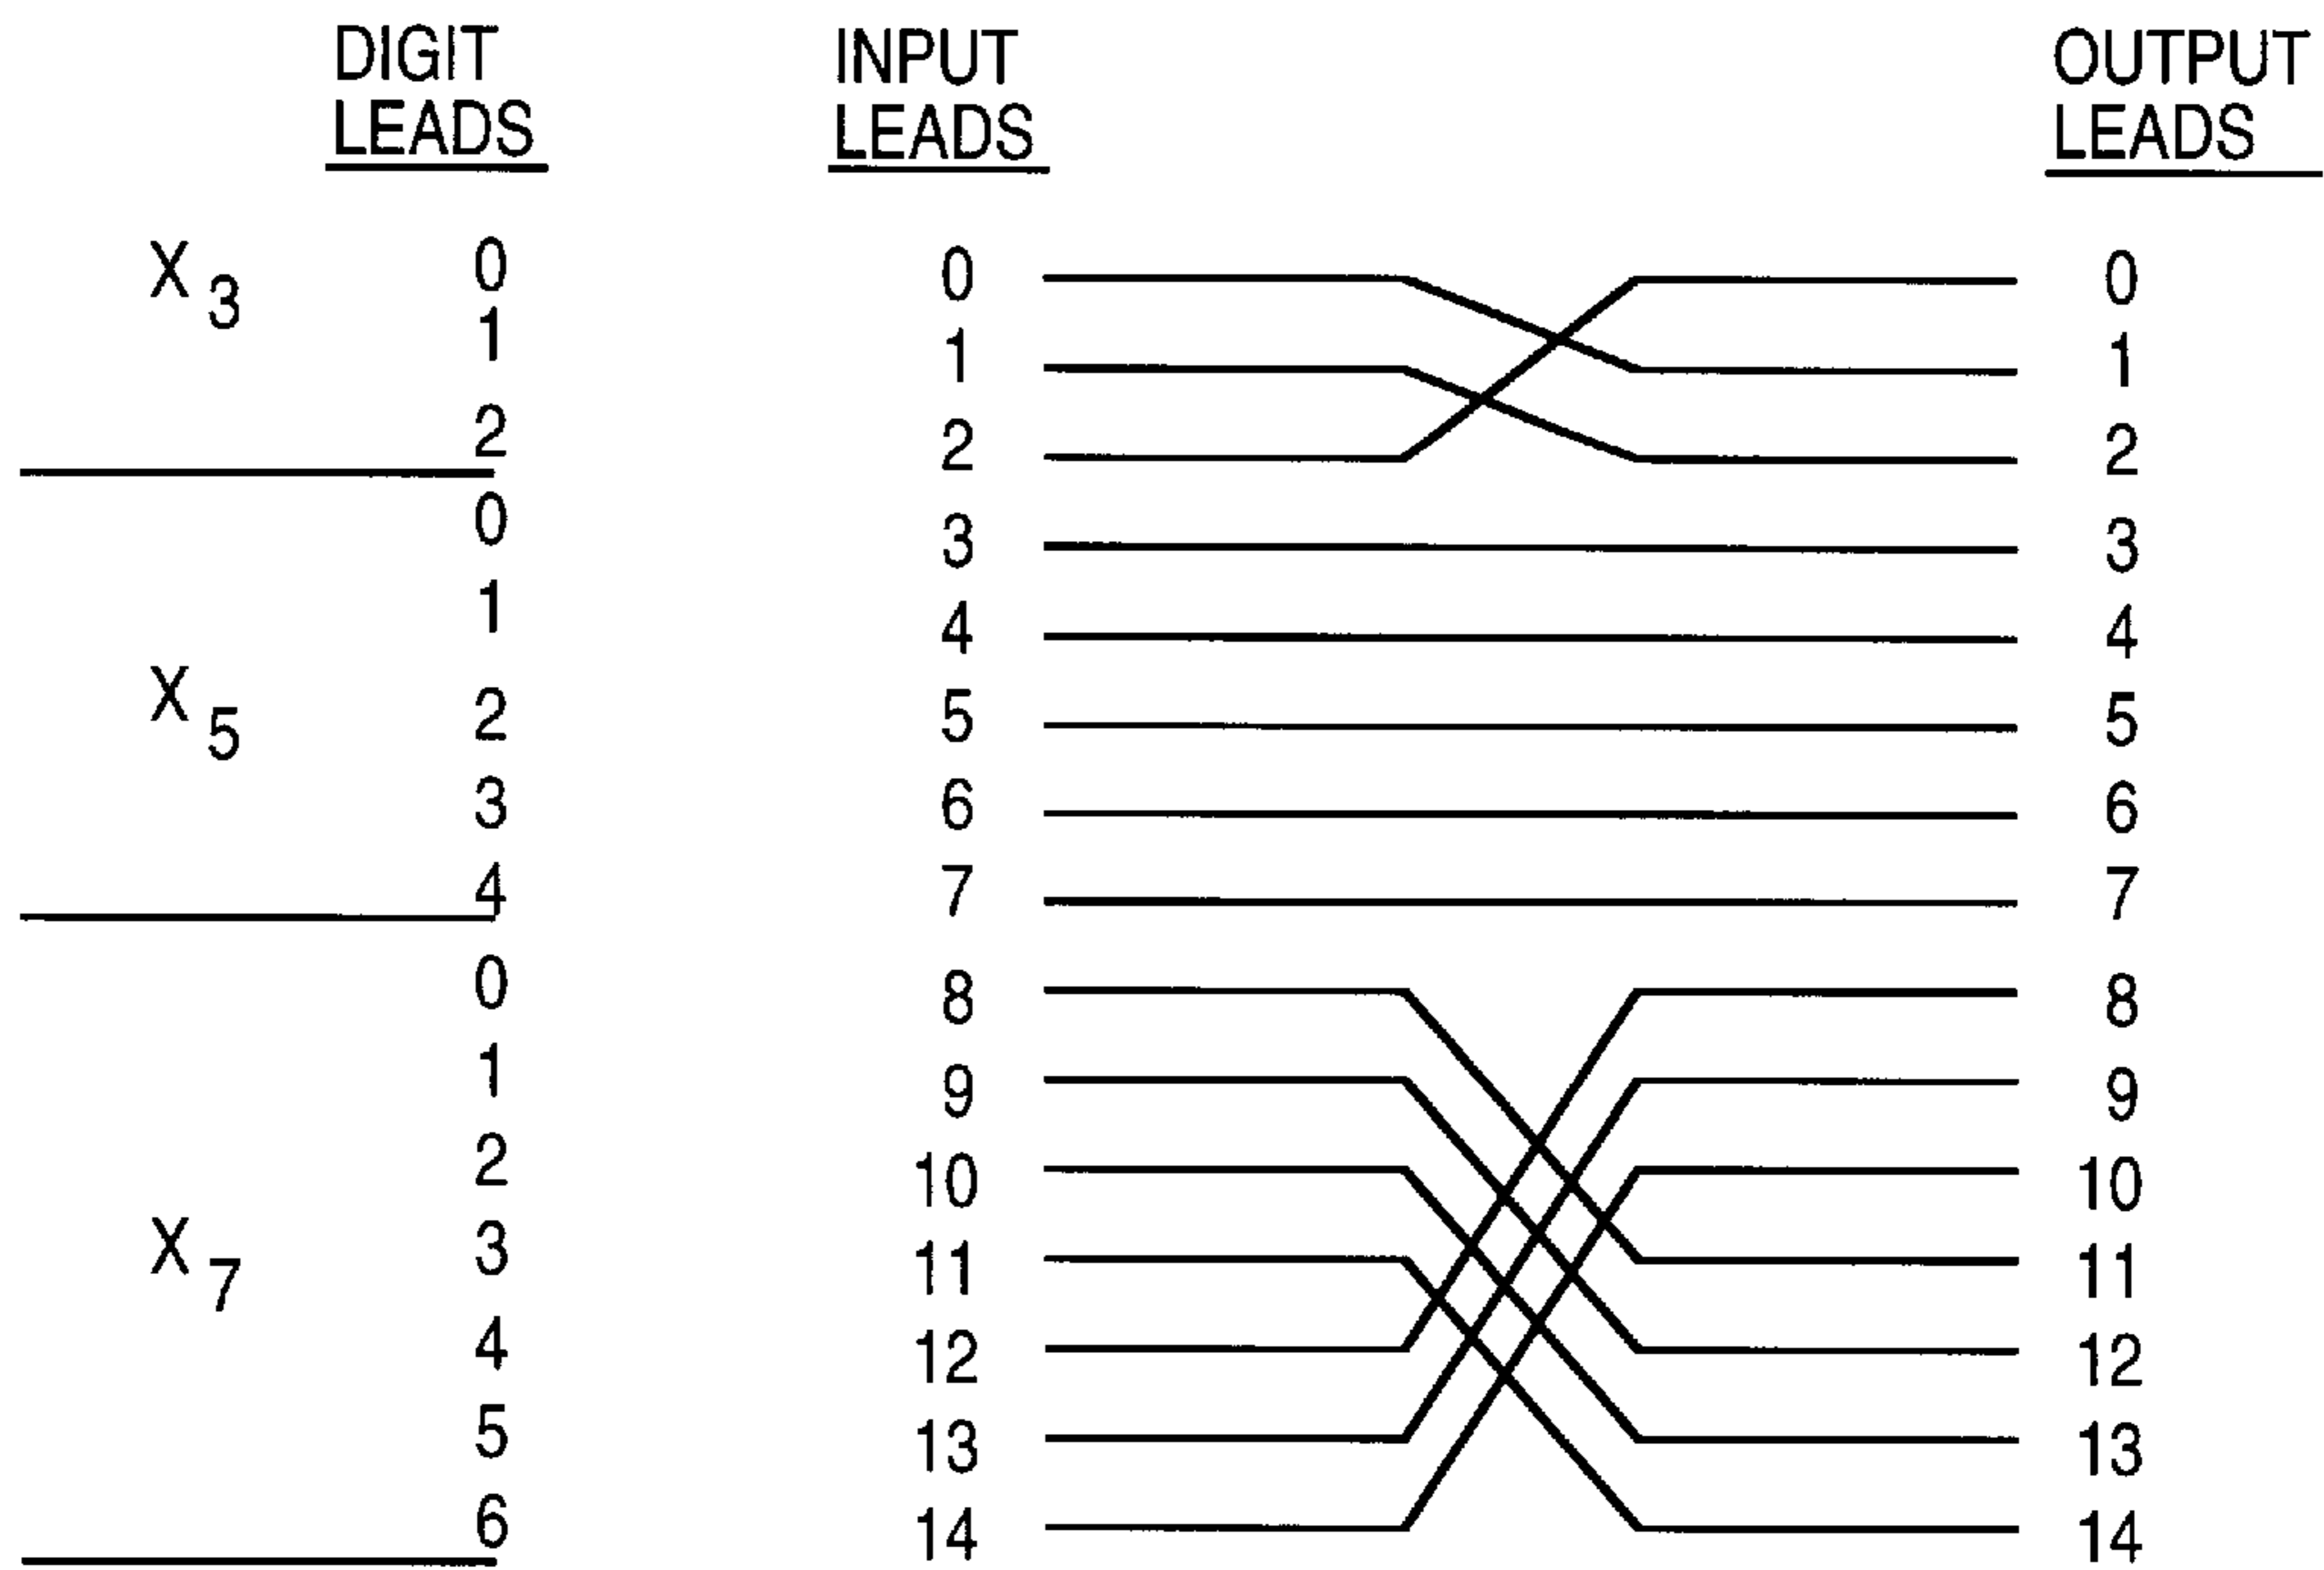 DIGIT LEADS INPUT LEADS OUTPUT LEADS
X3 0 0 0
1 1 1
2 2 2
0 3 3
1 4 4
X5 2 5 5
3 6 6
4 7 7
0 8 8
1 9 9
2 10 10
X7 3 11 11
4 12 12
5 13 13
6 14 14